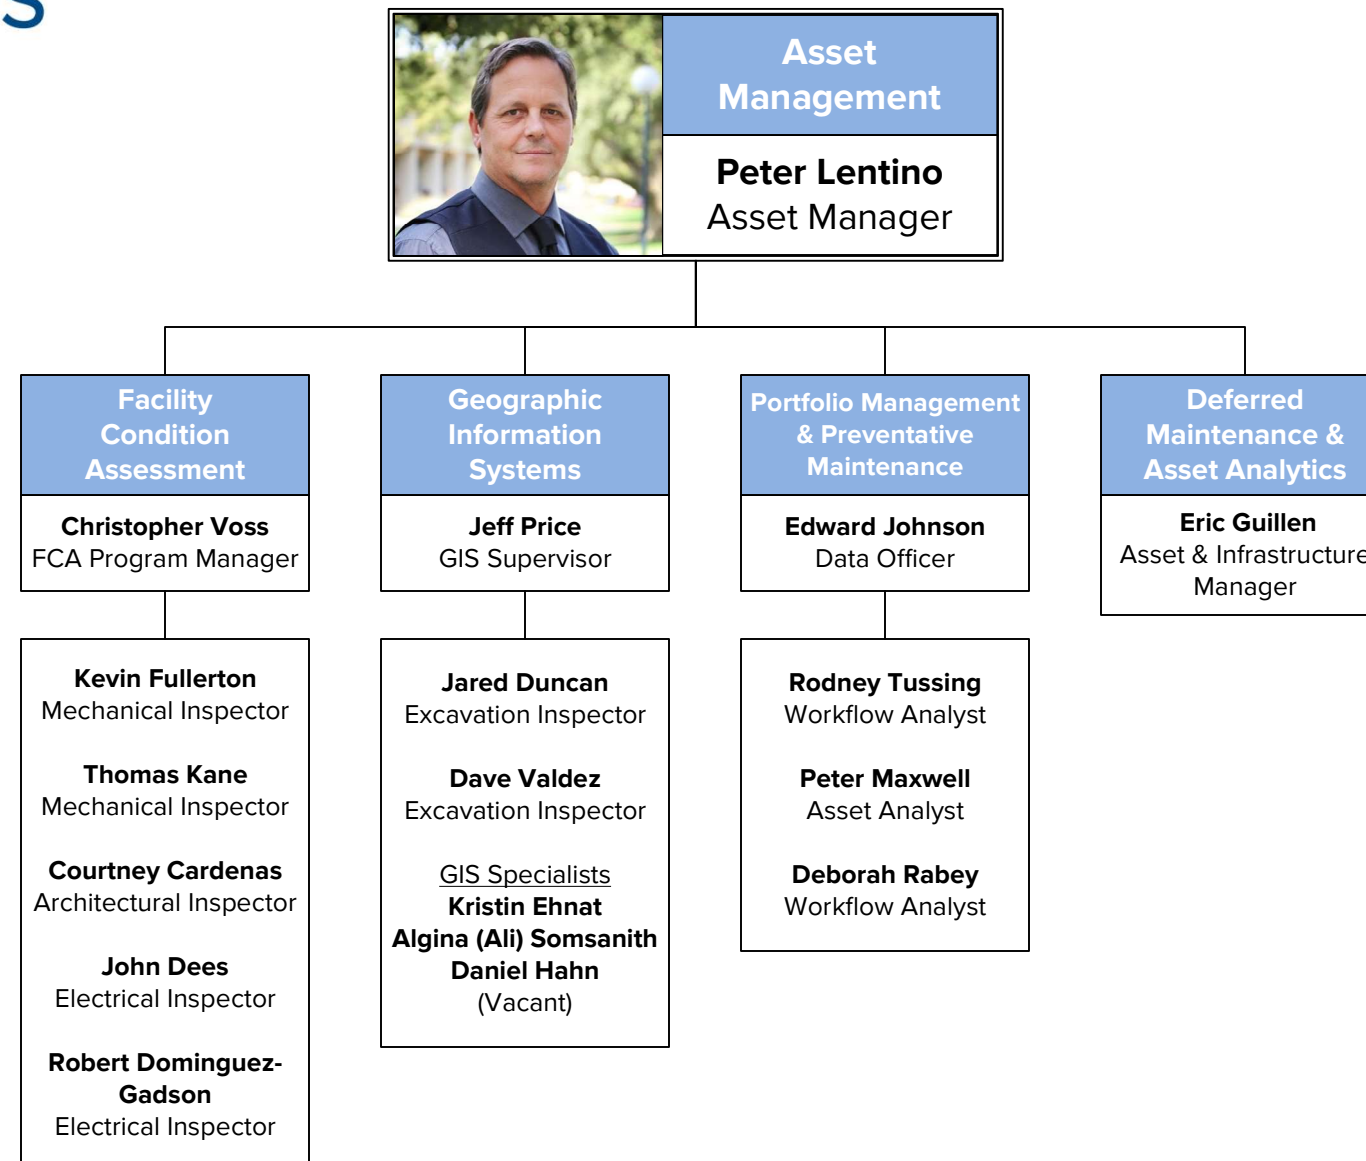 S
Asset
Management
Peter Lentino
Asset Manager
Facility
Condition
Assessment
Christopher Voss
FCA Program Manager
Kevin Fullerton
Mechanical Inspector
Thomas Kane
Mechanical Inspector
Courtney Cardenas
Architectural Inspector
John Dees
Electrical Inspector
Robert Dominguez-
Gadson
Electrical Inspector
Geographic
Information
Systems
Jeff Price
GIS Supervisor
Jared Duncan
Excavation Inspector
Dave Valdez
Excavation Inspector
GIS Specialists
Kristin Ehnat
Algina (Ali) Somsanith
Daniel Hahn
(Vacant)
Portfolio Management
& Preventative
Maintenance
Edward Johnson
Data Officer
Rodney Tussing
Workflow Analyst
Peter Maxwell
Asset Analyst
Deborah Rabey
Workflow Analyst
Deferred
Maintenance &
Asset Analytics
Eric Guillen
Asset & Infrastructure
Manager